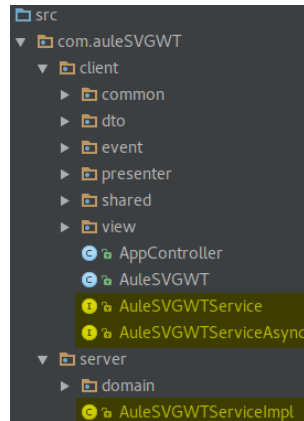 src
com.auleSVGWT
client
common
dto
event
presenter
shared
view
AppController
AuleSVGWT
AuleSVGWTService
AuleSVGWTServiceAsync
server
domain
AuleSVGWTServiceImpl